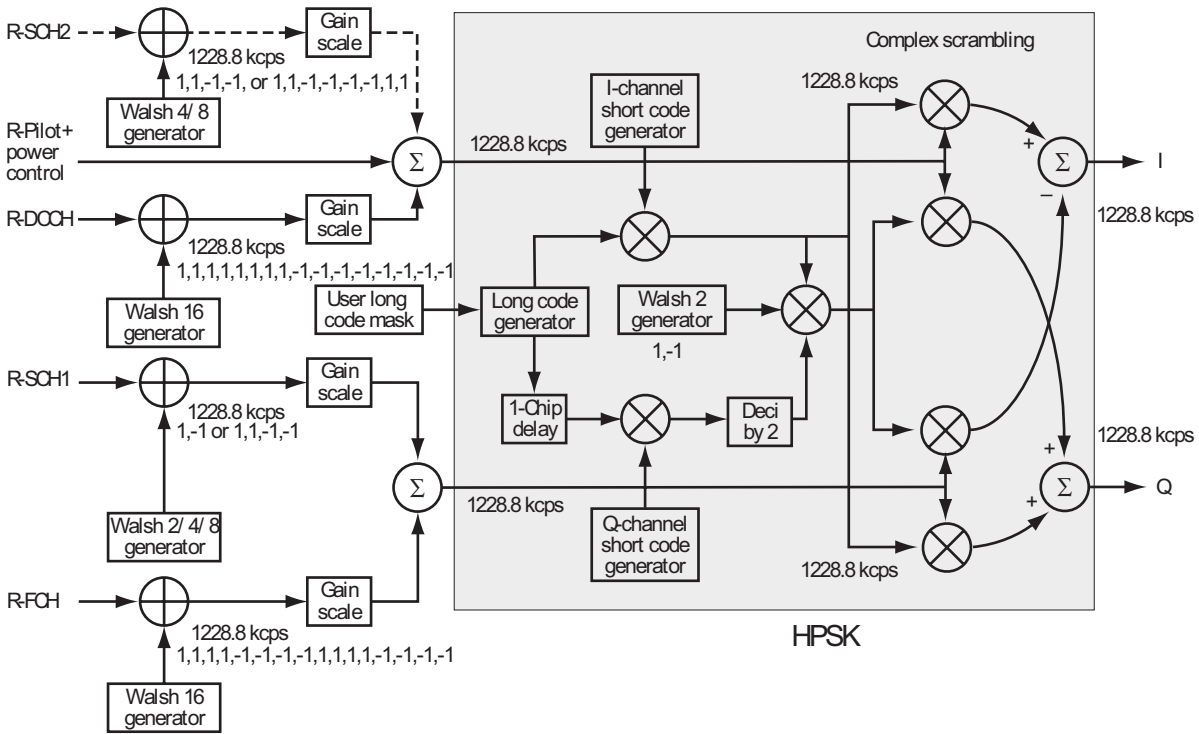 R-SCH2
Gain
scale
1228.8 kcps
1,1,-1,-1, or 1,1,-1,-1,-1,-1,1,1
Walsh 4/ 8
generator
R-Pilot+
power
control
R-DCCH
Gain
scale
1228.8 kcps
1,1,1,1,1,1,1,1,-1,-1,-1,-1,-1,-1,-1,-1
Walsh 16
generator
R-SCH1
Gain
scale
1228.8 kcps
1,-1 or 1,1,-1,-1
Walsh 2/ 4/ 8
generator
R-FCH
Gain
scale
1228.8 kcps
1,1,1,1,-1,-1,-1,-1,1,1,1,1,-1,-1,-1,-1
Walsh 16
generator
Σ
Σ
1228.8 kcps
1228.8 kcps
User long
code mask
Long code
generator
1-Chip
delay
I-channel
short code
generator
Walsh 2
generator
1,-1
Deci
by 2
Q-channel
short code
generator
Complex scrambling
1228.8 kcps
1228.8 kcps
+
Σ
–
I
1228.8 kcps
1228.8 kcps
+
Σ
+
Q
HPSK